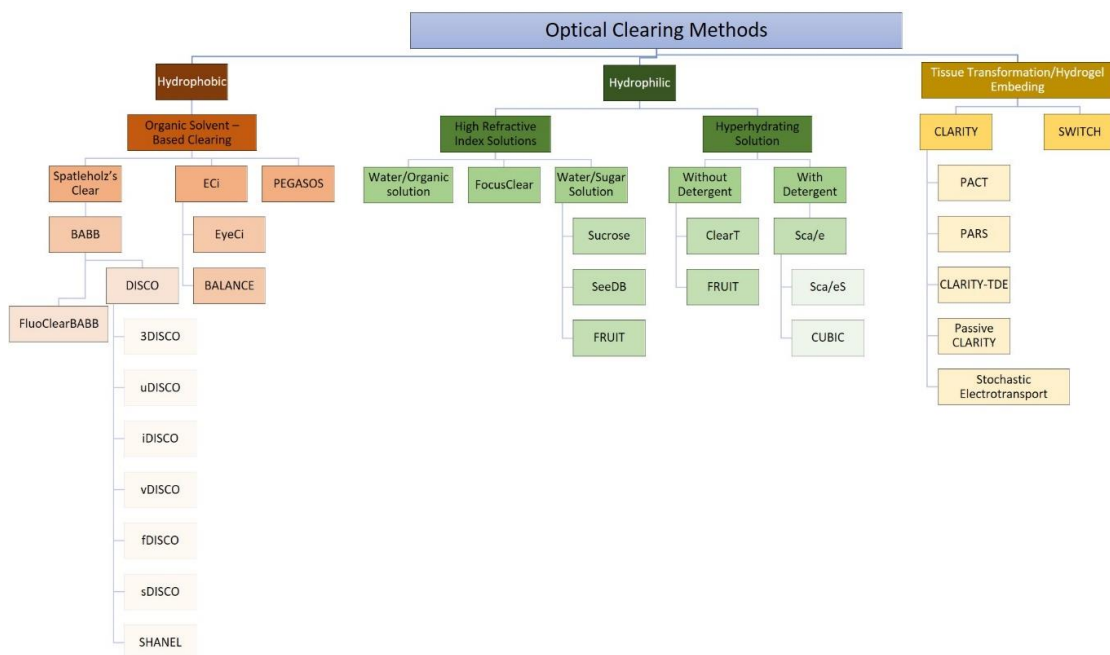 Optical Clearing Methods
Hydrophobic
Hydrophilic
Tissue Transformation/Hydrogel
Embeding
Organic Solvent –
Based Clearing
High Refractive
Index Solutions
Hyperhydrating
Solution
CLARITY
SWITCH
Spatleholz's
Clear
ECi
PEGASOS
Water/Organic
solution
FocusClear
Water/Sugar
Solution
Without
Detergent
With
Detergent
PACT
BABB
EyeCi
Sucrose
ClearT
Sca/e
PARS
DISCO
BALANCE
SeeDB
FRUIT
Sca/eS
CLARITY-TDE
FluoClearBABB
3DISCO
FRUIT
CUBIC
Passive
CLARITY
uDISCO
Stochastic
Electrotransport
iDISCO
vDISCO
fDISCO
sDISCO
SHANEL